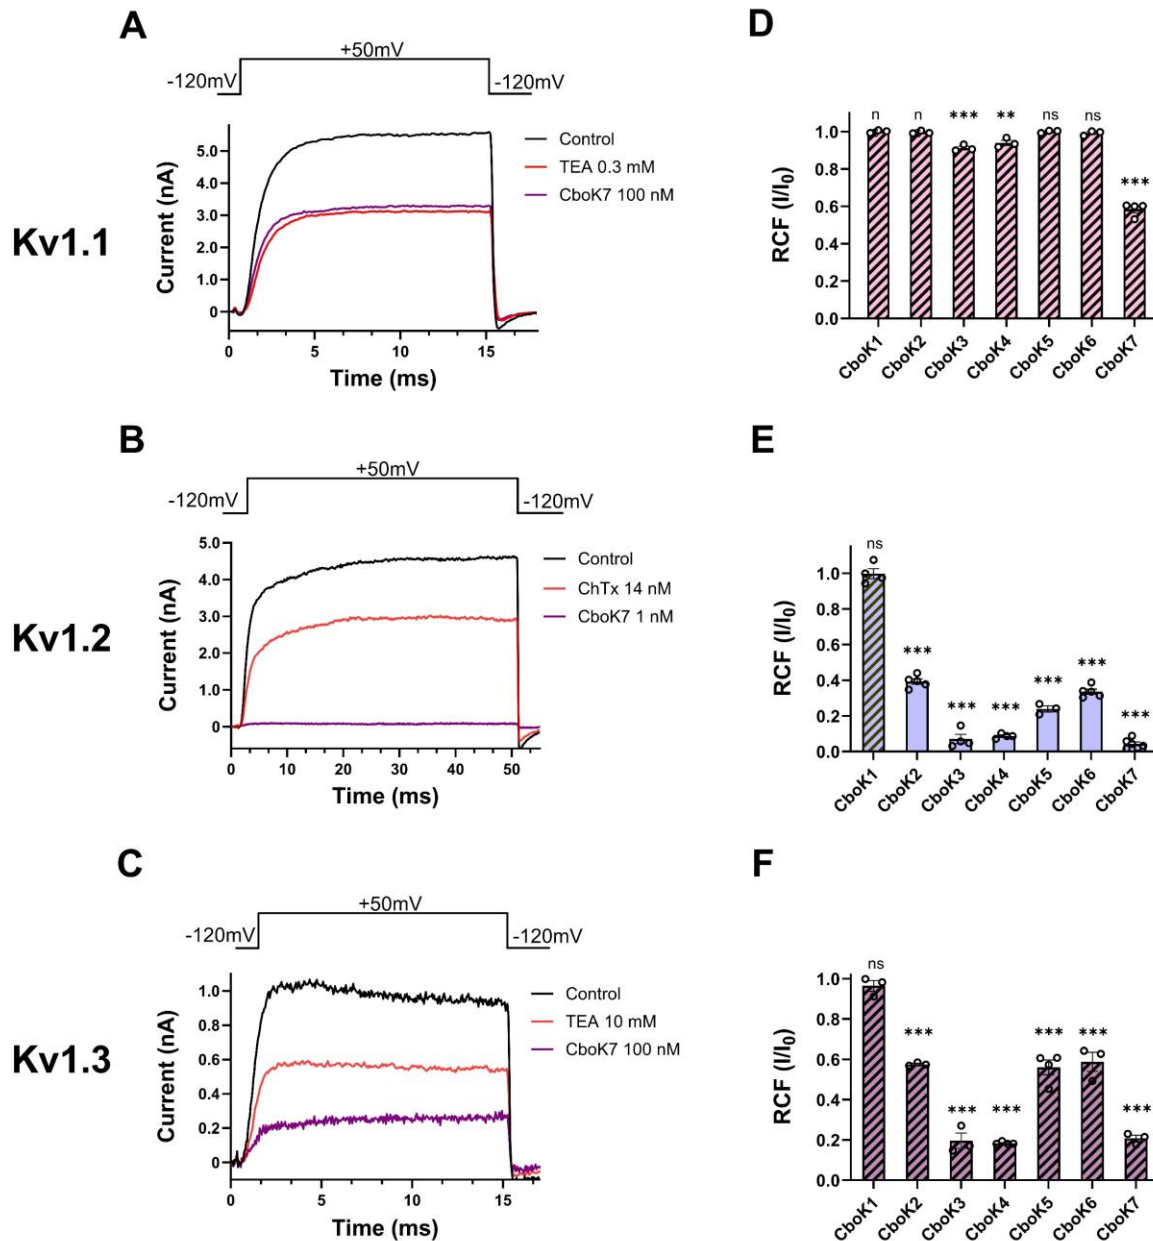 A
+50mV
-120mV
-120mV
Kv1.1
Current (nA)
5.0
4.0
3.0
2.0
1.0
0
0
5
10
15
Time (ms)
Control
TEA 0.3 mM
CboK7 100 nM
D
RCF (I/I0)
1.0
0.8
0.6
0.4
0.2
0.0
n
n
***
**
ns
ns
***
CboK1
CboK2
CboK3
CboK4
CboK5
CboK6
CboK7
B
+50mV
-120mV
-120mV
Kv1.2
Current (nA)
5.0
4.0
3.0
2.0
1.0
0
0
10
20
30
40
50
Time (ms)
Control
ChTx 14 nM
CboK7 1 nM
E
RCF (I/I0)
1.0
0.8
0.6
0.4
0.2
0.0
ns
***
***
***
***
***
***
CboK1
CboK2
CboK3
CboK4
CboK5
CboK6
CboK7
C
+50mV
-120mV
-120mV
Kv1.3
Current (nA)
1.0
0.8
0.6
0.4
0.2
0
0
5
10
15
Time (ms)
Control
TEA 10 mM
CboK7 100 nM
F
RCF (I/I0)
1.0
0.8
0.6
0.4
0.2
0.0
ns
***
***
***
***
***
***
CboK1
CboK2
CboK3
CboK4
CboK5
CboK6
CboK7